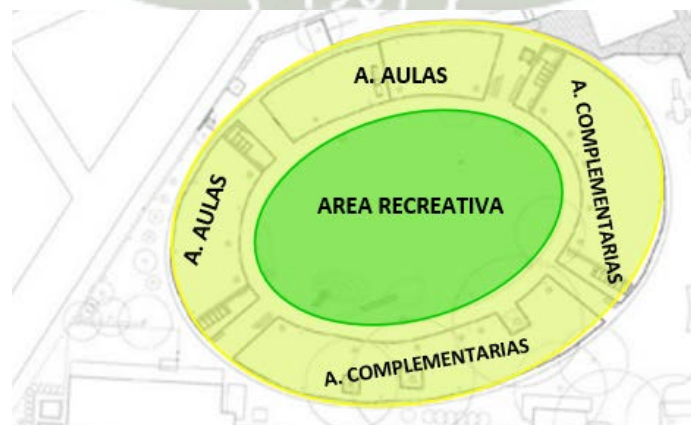 A. AULAS
A. COMPLEMENTARIAS
A. AULAS
AREA RECREATIVA
A. COMPLEMENTARIAS